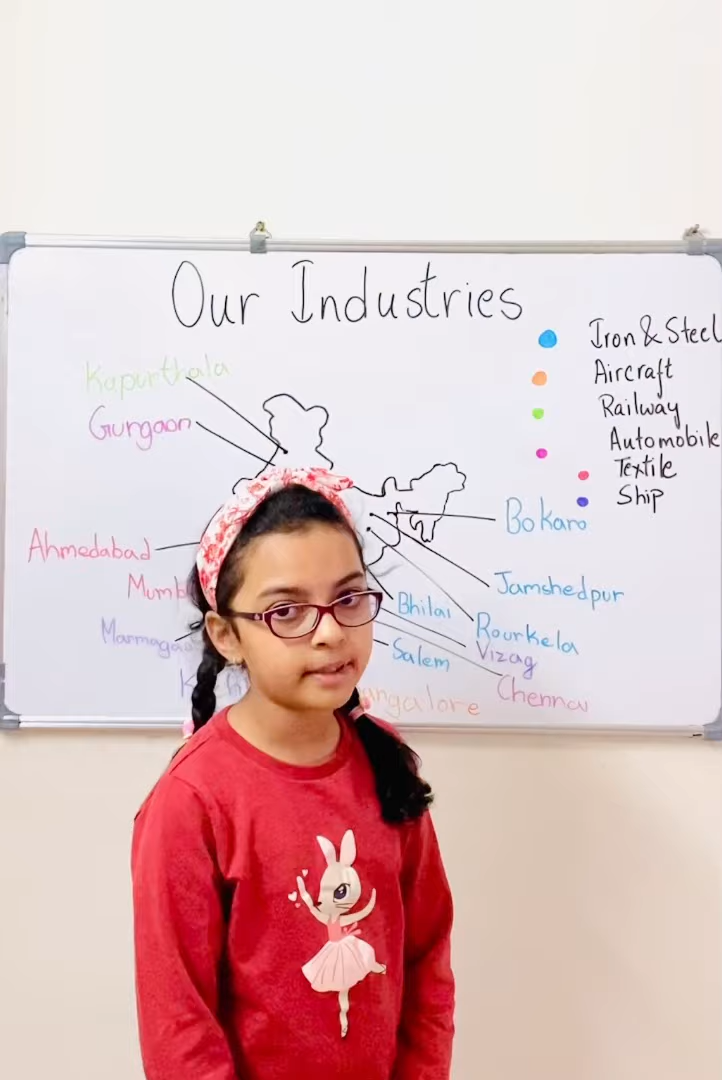 Our Industries
Iron & Steel
Aircraft
Railway
Automobile
Textile
Ship
Kapurthala
Gurgaon
Ahmedabad
Bokaro
Jamshedpur
Bhilai
Rourkela
Vizag
Salem
Chennai